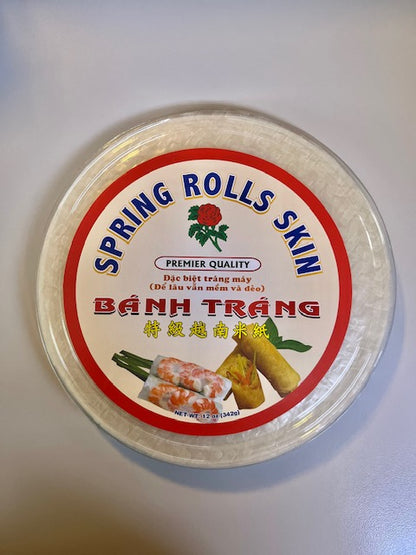 SPRING ROLLS SKIN
PREMIER QUALITY
Đặc biệt tráng máy
(Để lâu vẫn mềm và dẻo)
BÁNH TRÁNG
特級越南米紙
NET WT. 12 oz (342g)